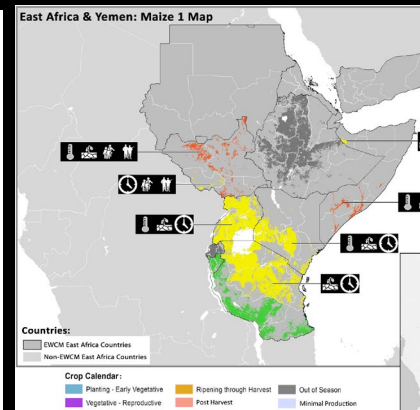 East Africa & Yemen: Maize 1 Map
Countries:
EWCM East Africa Countries
Non-EWCM East Africa Countries
Crop Calendar:
Planting - Early Vegetative
Ripening through Harvest
Out of Season
Vegetative - Reproductive
Post Harvest
Minimal Production